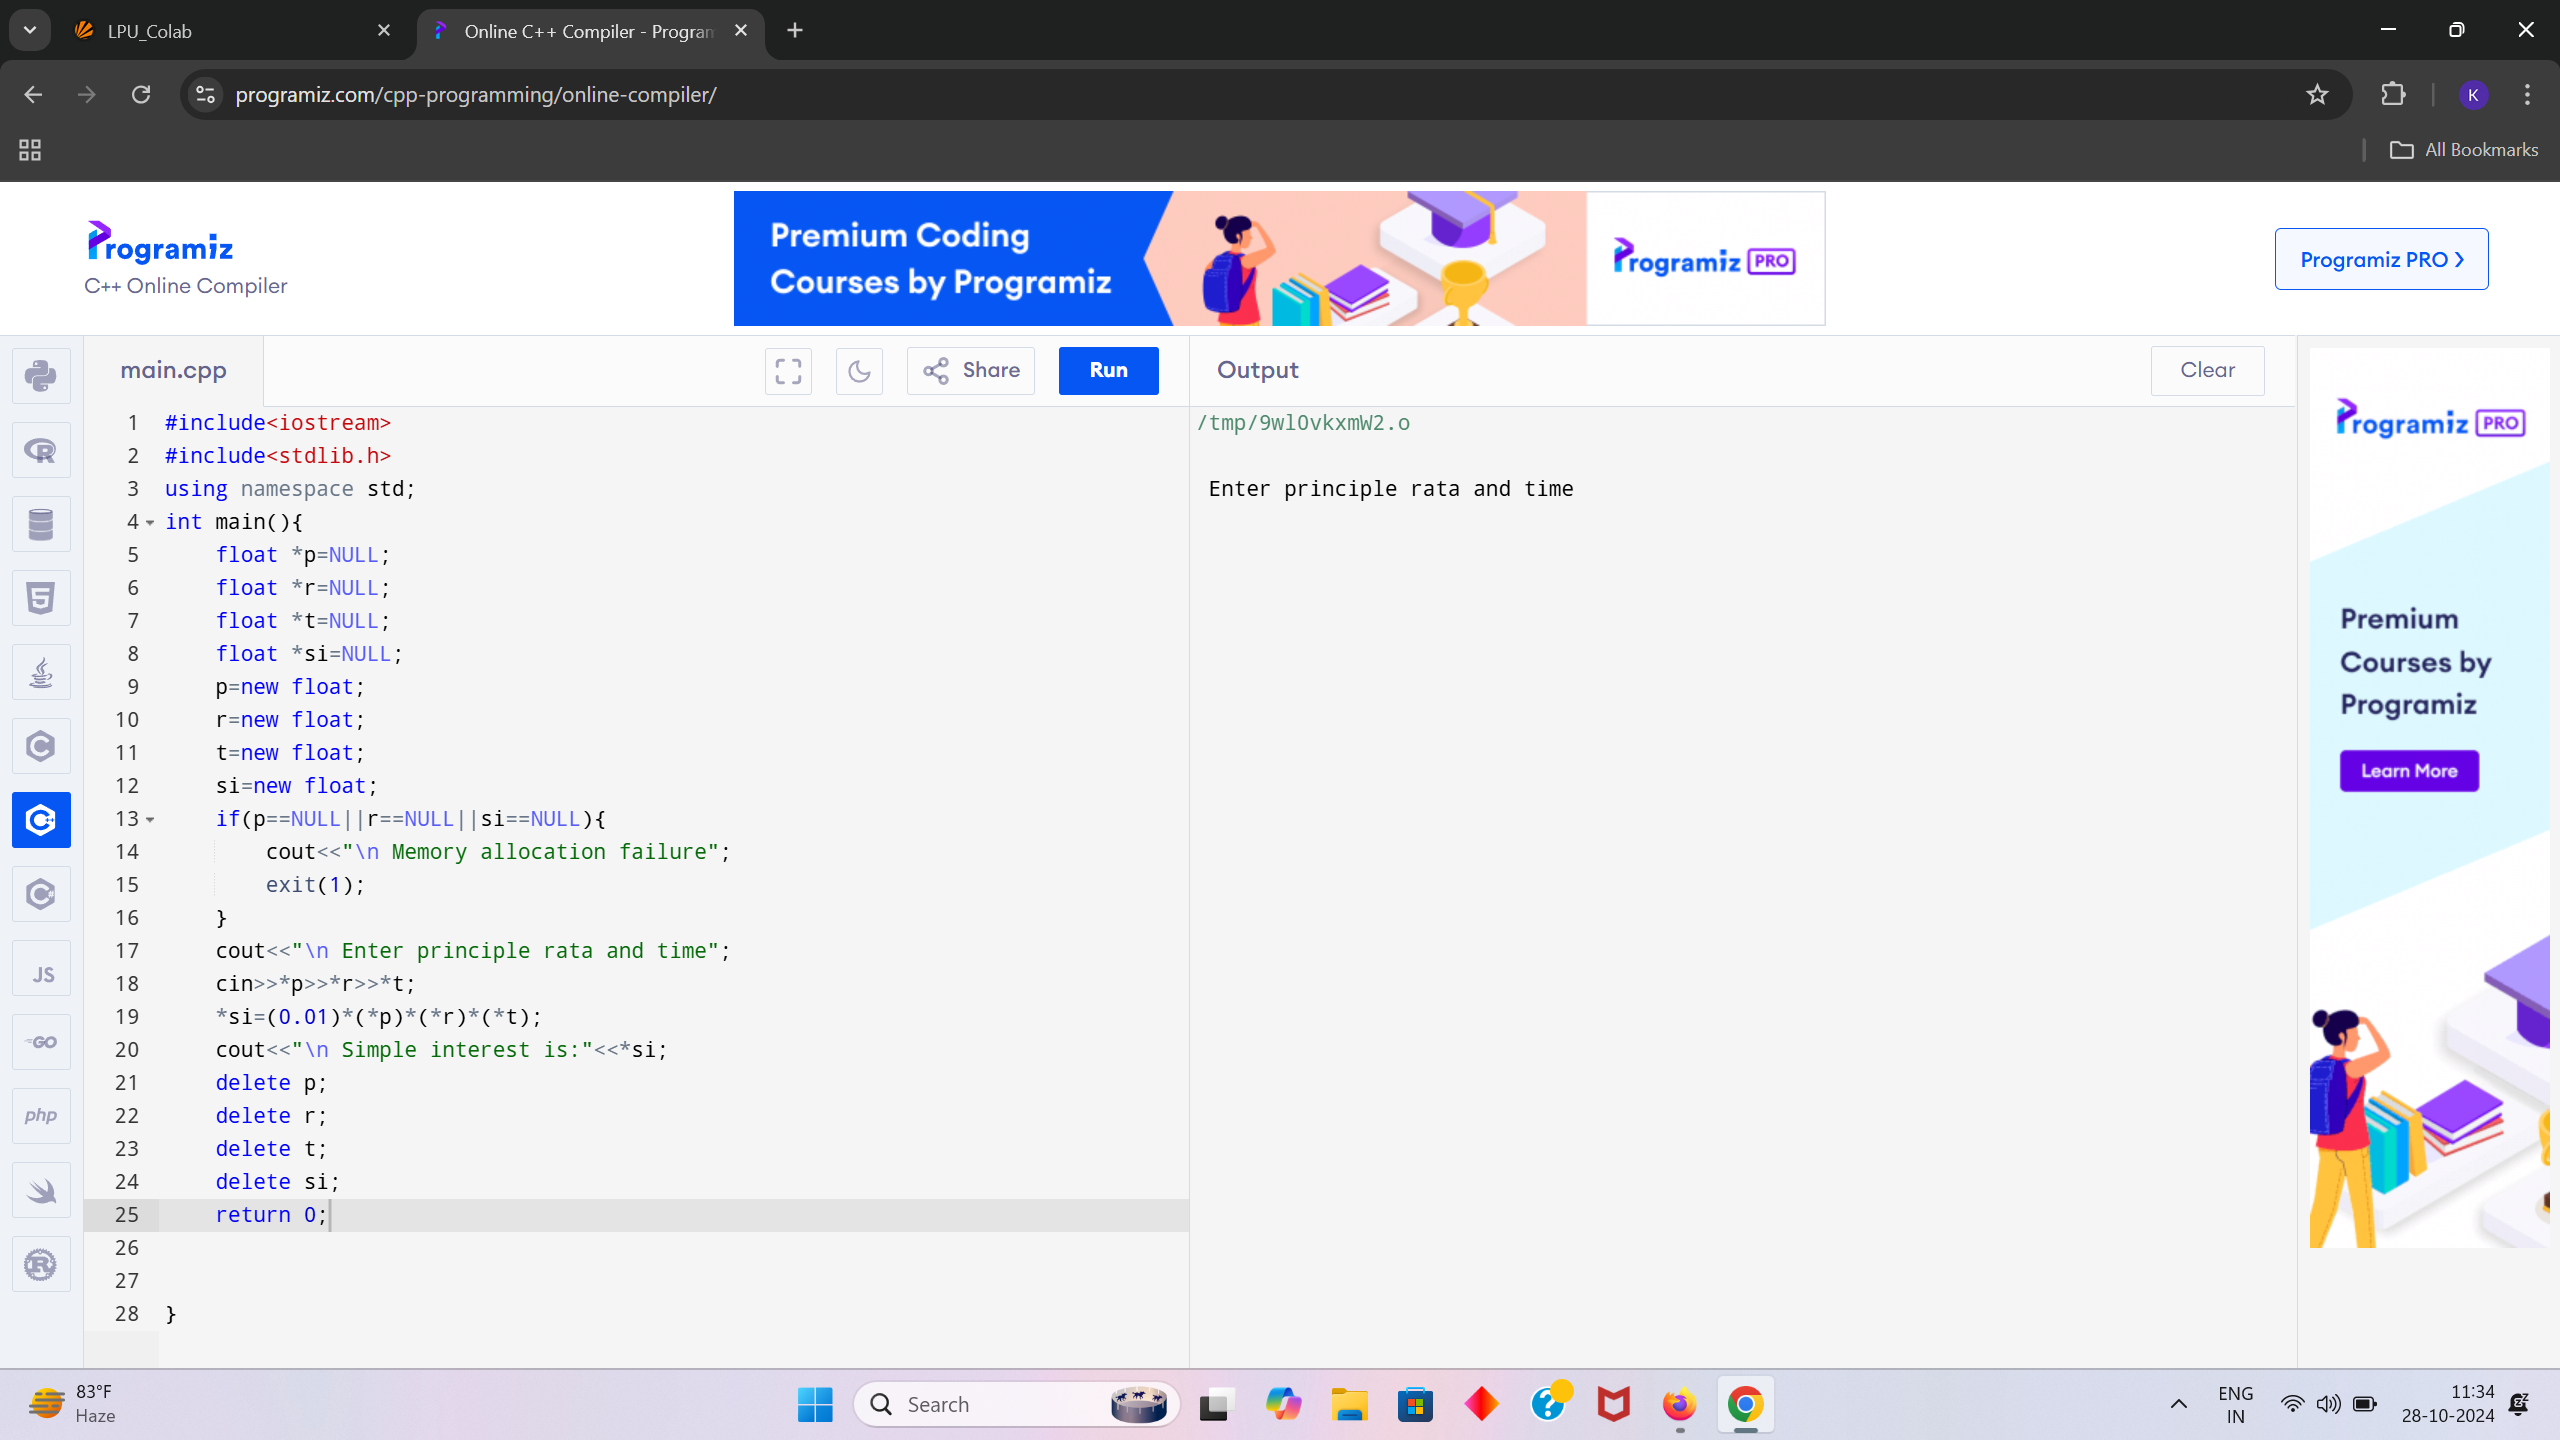 LPU_Colab
Online C++ Compiler - Program
programiz.com/cpp-programming/online-compiler/
K
All Bookmarks
Programiz
C++ Online Compiler
Premium Coding
Courses by Programiz
Programiz PRO
Programiz PRO ❯
main.cpp
Share
Run
Output
Clear
1 #include<iostream>
2 #include<stdlib.h>
3 using namespace std;
4 int main(){
5 float *p=NULL;
6 float *r=NULL;
7 float *t=NULL;
8 float *si=NULL;
9 p=new float;
10 r=new float;
11 t=new float;
12 si=new float;
13 if(p==NULL||r==NULL||si==NULL){
14 cout<<"\n Memory allocation failure";
15 exit(1);
16 }
17 cout<<"\n Enter principle rata and time";
18 cin>>*p>>*r>>*t;
19 *si=(0.01)*(*p)*(*r)*(*t);
20 cout<<"\n Simple interest is:"<<*si;
21 delete p;
22 delete r;
23 delete t;
24 delete si;
25 return 0;
26
27
28 }
/tmp/9wlOvkxmW2.o
Enter principle rata and time
JS
GO
php
Programiz PRO
Premium
Courses by
Programiz
Learn More
83°F
Haze
Search
ENG
IN
11:34
28-10-2024